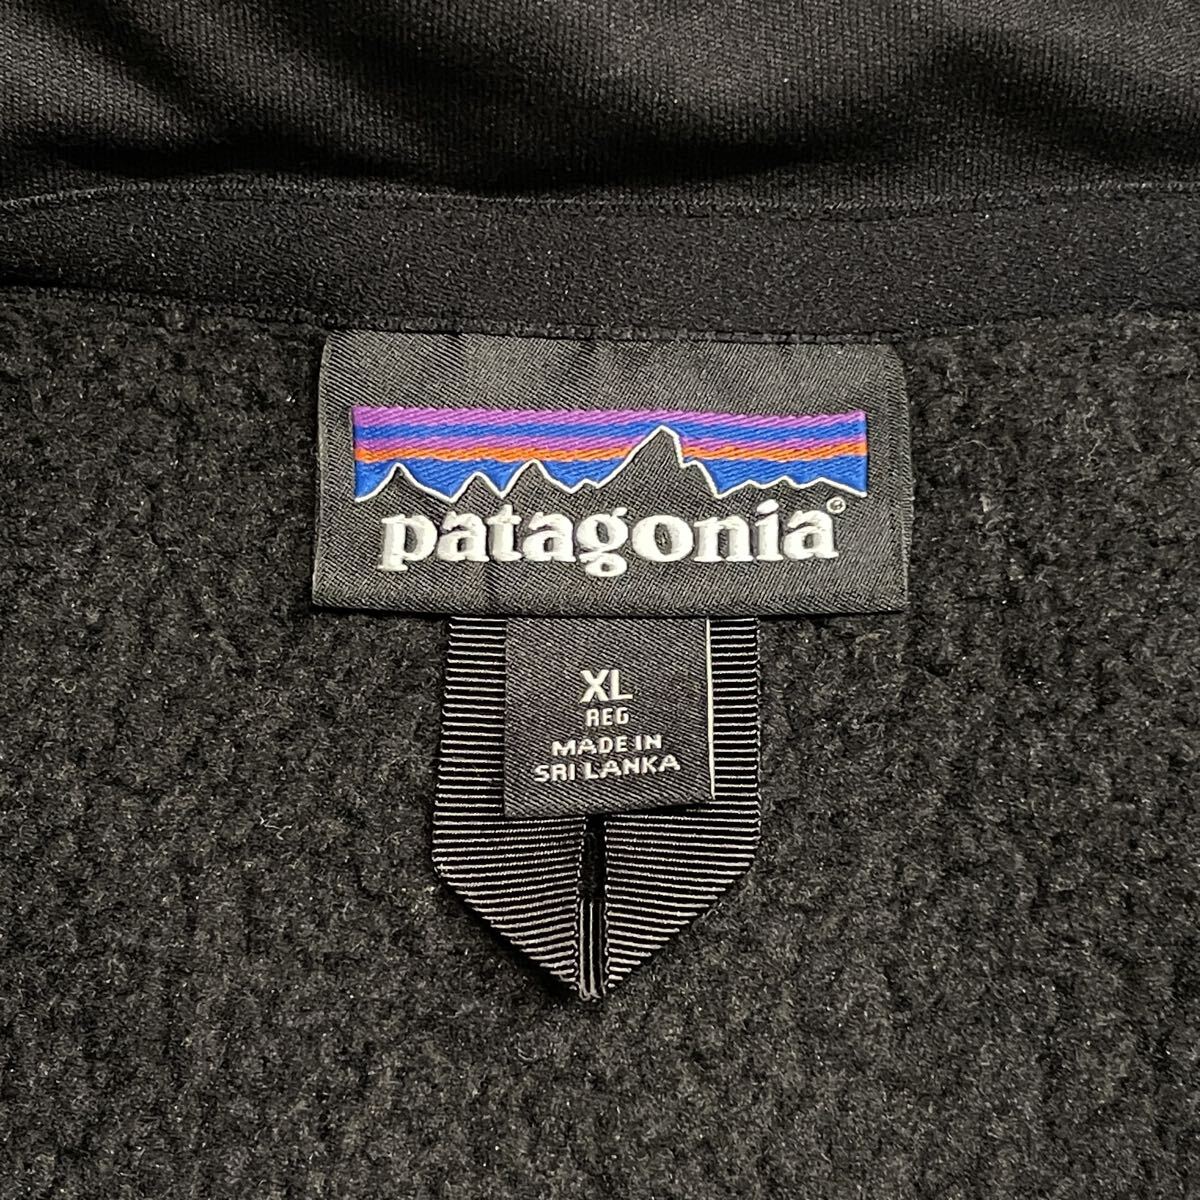 patagonia®
XL
REG
MADE IN
SRI LANKA